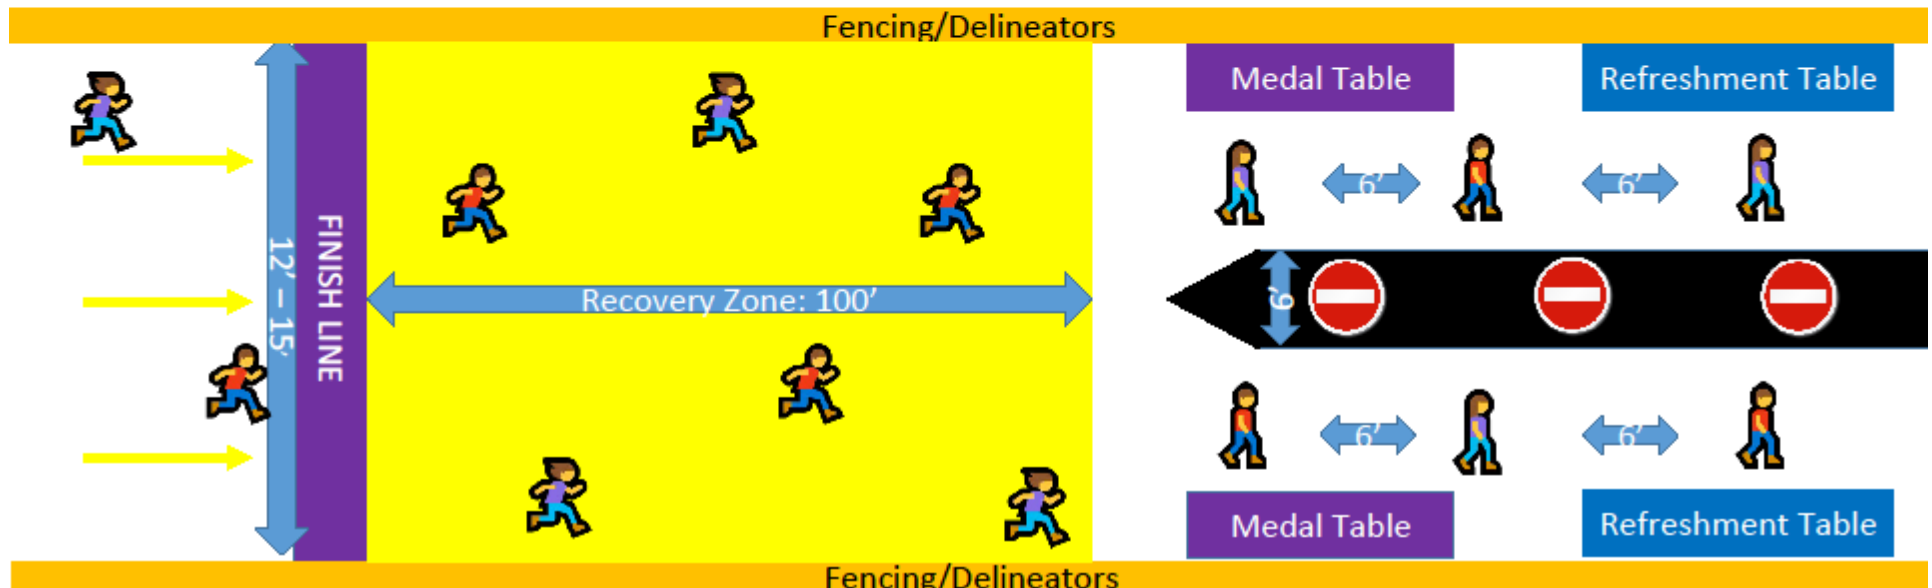 Fencing/Delineators
12’ – 15’
FINISH LINE
Recovery Zone: 100’
Medal Table
Refreshment Table
6’
6’
6’
6’
6’
Medal Table
Refreshment Table
Fencing/Delineators